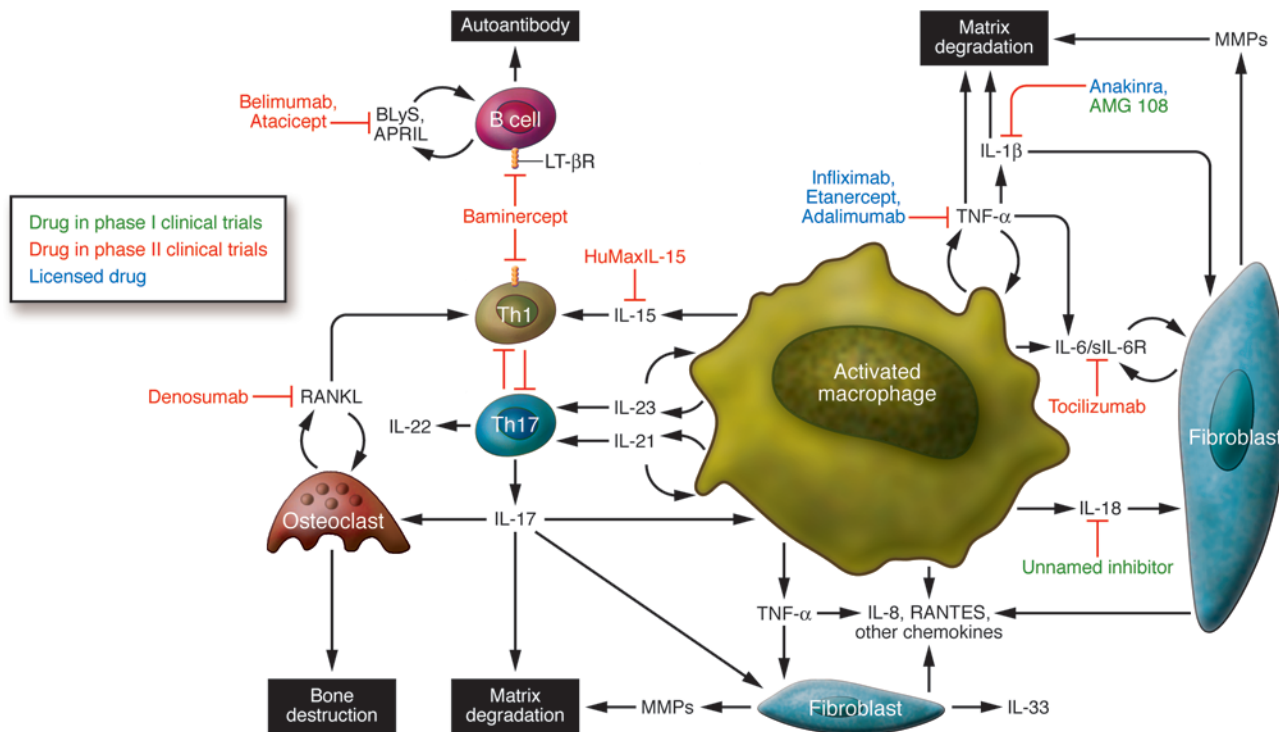 Autoantibody
Matrix
degradation
MMPs
Belimumab,
Atacicept
BLyS,
APRIL
B cell
LT-βR
Anakinra,
AMG 108
IL-1β
Infliximab,
Etanercept,
Adalimumab
TNF-α
Drug in phase I clinical trials
Drug in phase II clinical trials
Licensed drug
Baminercept
HuMaxIL-15
Th1
IL-15
IL-6/sIL-6R
Activated
macrophage
Denosumab
RANKL
IL-22
Th17
IL-23
IL-21
Tocilizumab
Fibroblast
Osteoclast
IL-17
IL-18
Unnamed inhibitor
TNF-α
IL-8, RANTES,
other chemokines
Bone
destruction
Matrix
degradation
MMPs
Fibroblast
IL-33